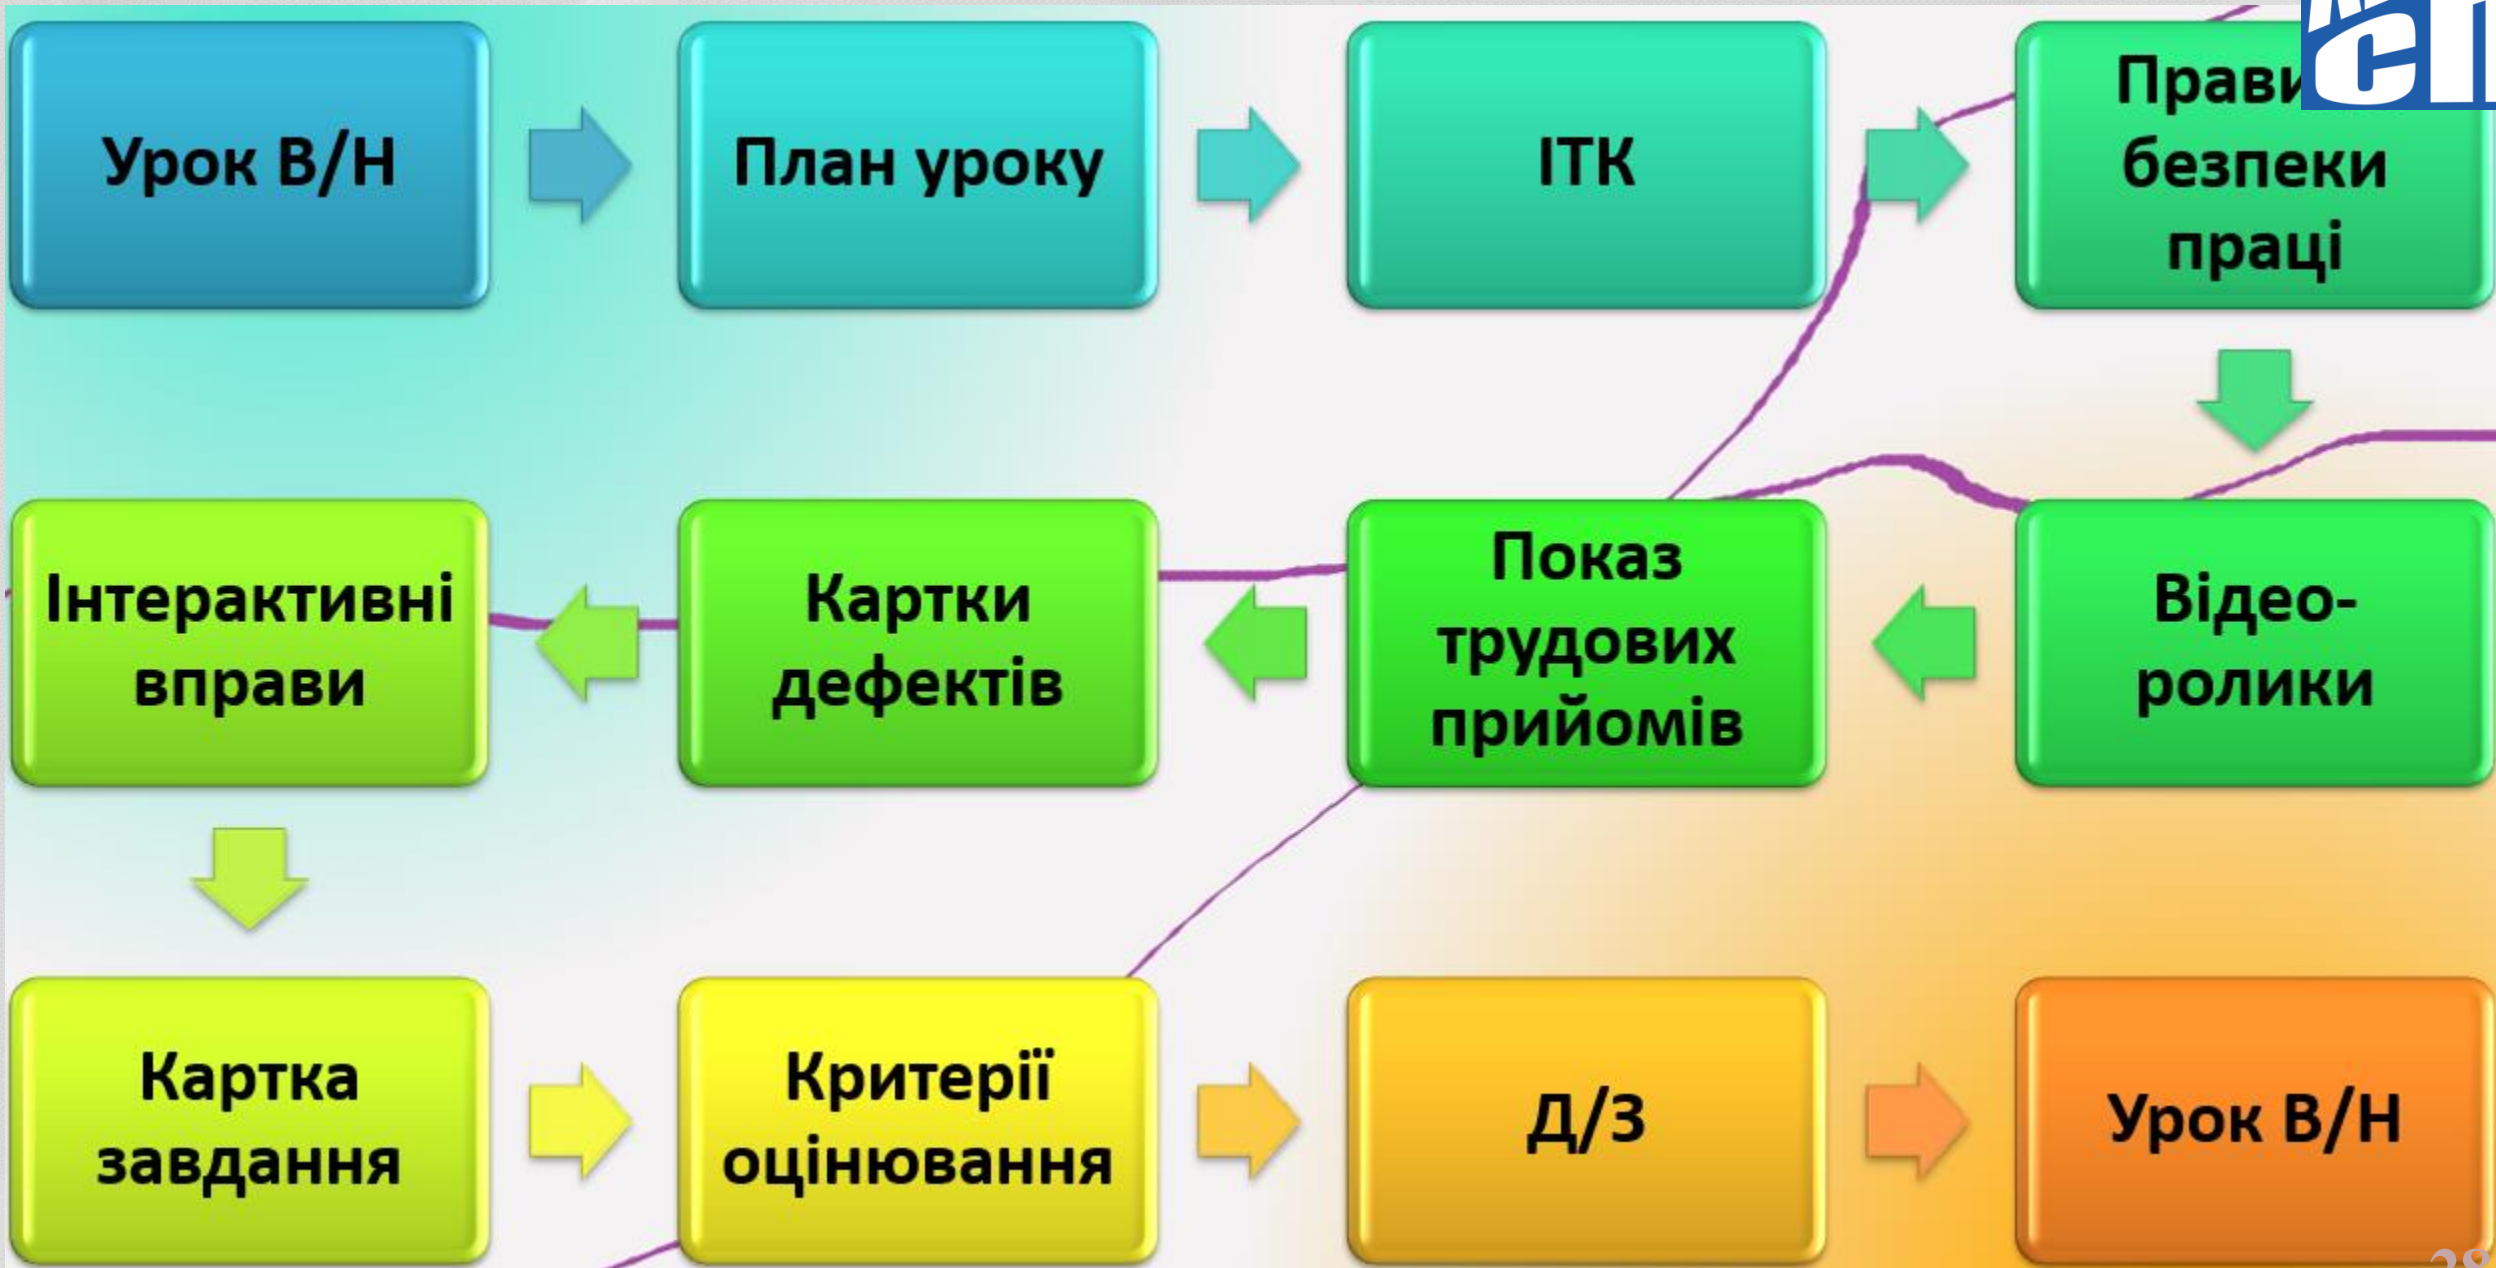 Урок В/Н
План уроку
ІТК
безпеки
праці
Відео-
ролики
Показ
трудових
прийомів
Картки
дефектів
Інтерактивні
вправи
Картка
завдання
Критерії
оцінювання
Д/З
Урок В/Н